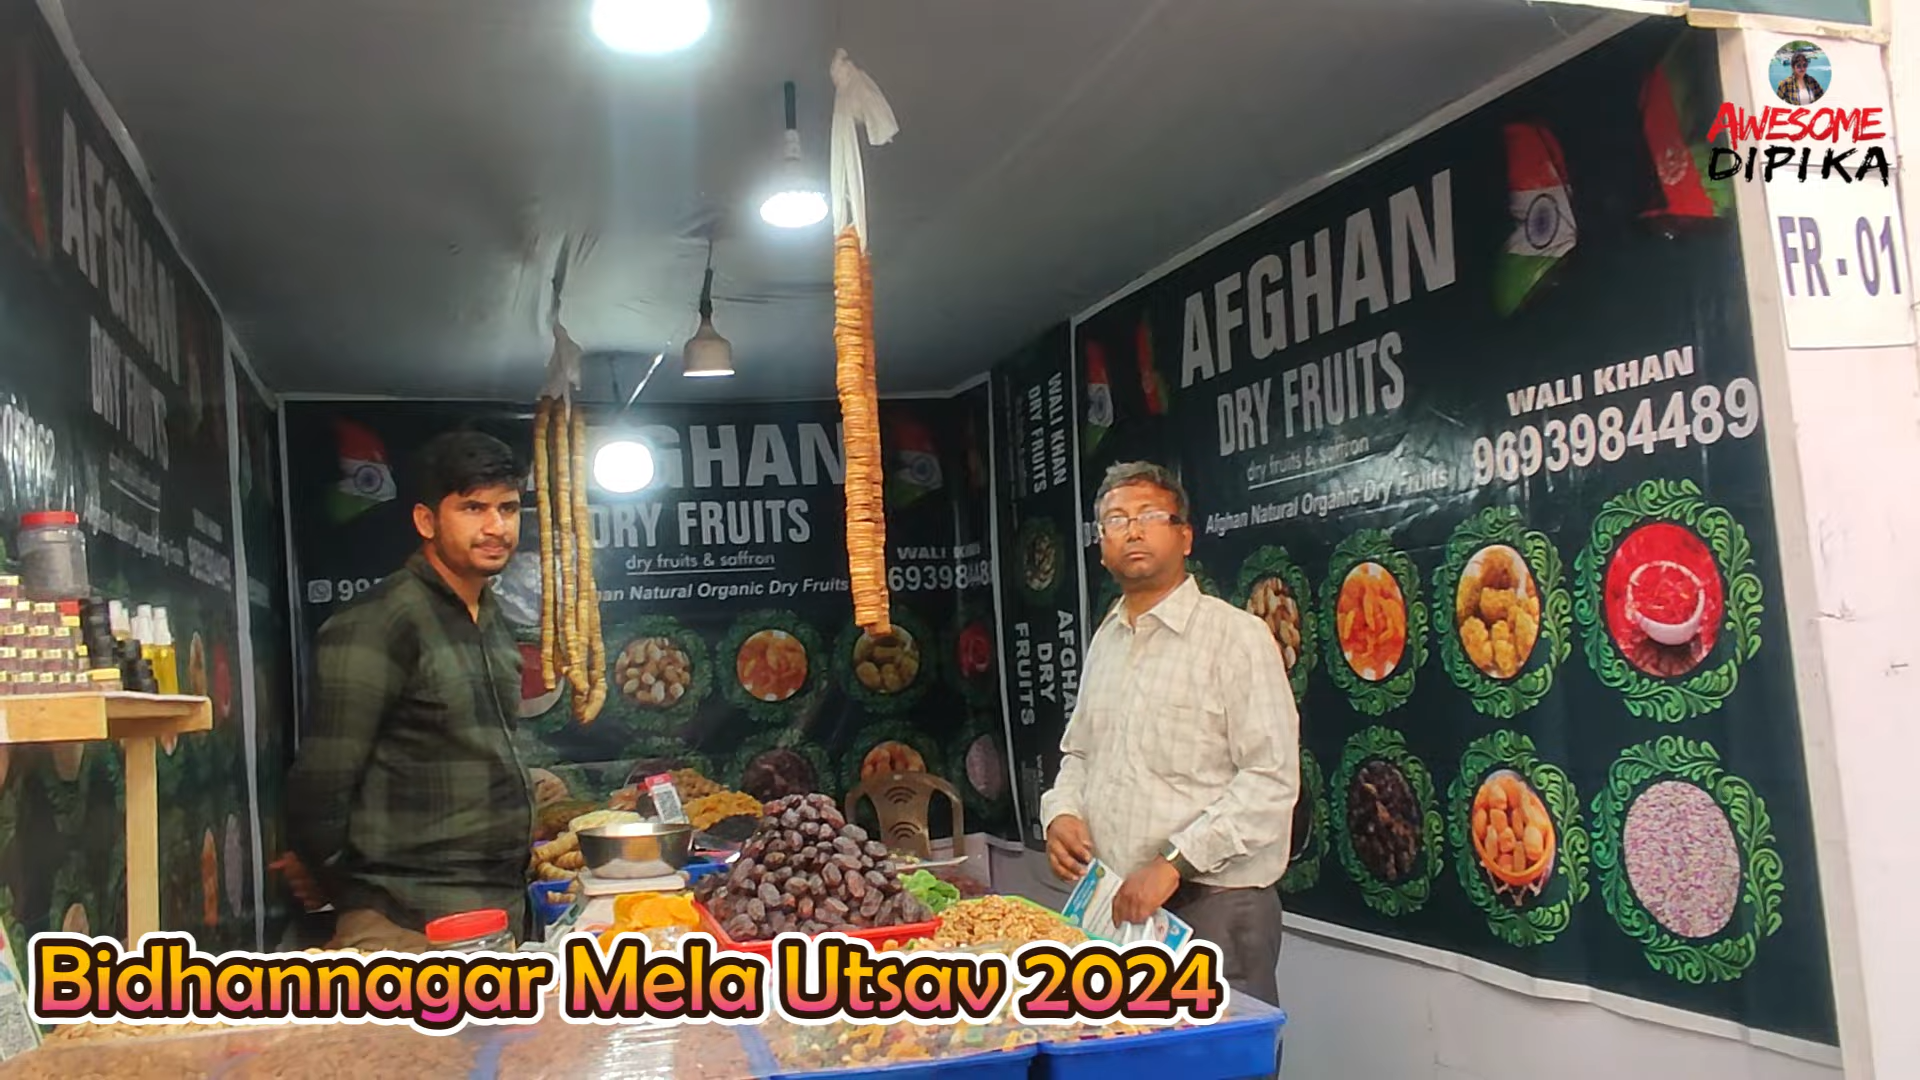 AWESOME
DIPIKA
FR - 01
AFGHAN
DRY FRUITS
dry fruits & saffron
Afghan Natural Organic Dry Fruits
WALI KHAN
9693984489
AFGHAN
DRY FRUITS
GHAN
DRY FRUITS
dry fruits & saffron
han Natural Organic Dry Fruits
WALI KHAN
WALI KHAN
DRY FRUITS
AFGHAN
DRY
FRUITS
Bidhannagar Mela Utsav 2024